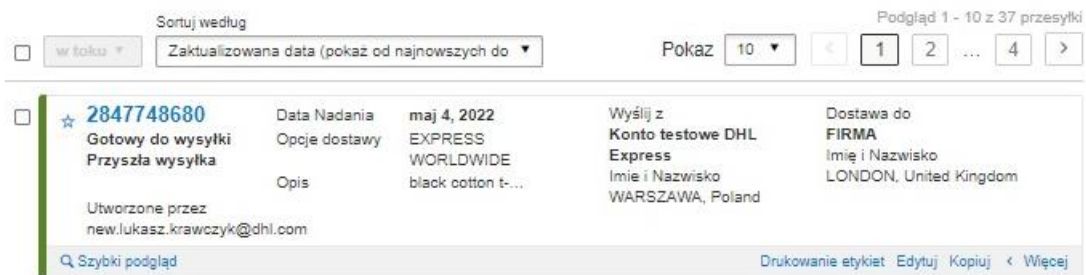 Sortuj według
Podgląd 1 - 10 z 37 przesyłki
w toku
Zaktualizowana data (pokaż od najnowszych do
Pokaz 10
1 2 ... 4
2847748680
Gotowy do wysyłki
Przyszła wysyłka
Utworzone przez
new.lukasz.krawczyk@dhl.com
Data Nadania maj 4, 2022
Opcje dostawy EXPRESS
WORLDWIDE
Opis black cotton t-...
Wyślij z
Konto testowe DHL
Express
Imie i Nazwisko
WARSZAWA, Poland
Dostawa do
FIRMA
Imię i Nazwisko
LONDON, United Kingdom
Szybki podgląd
Drukowanie etykiet Edytuj Kopiuj < Więcej